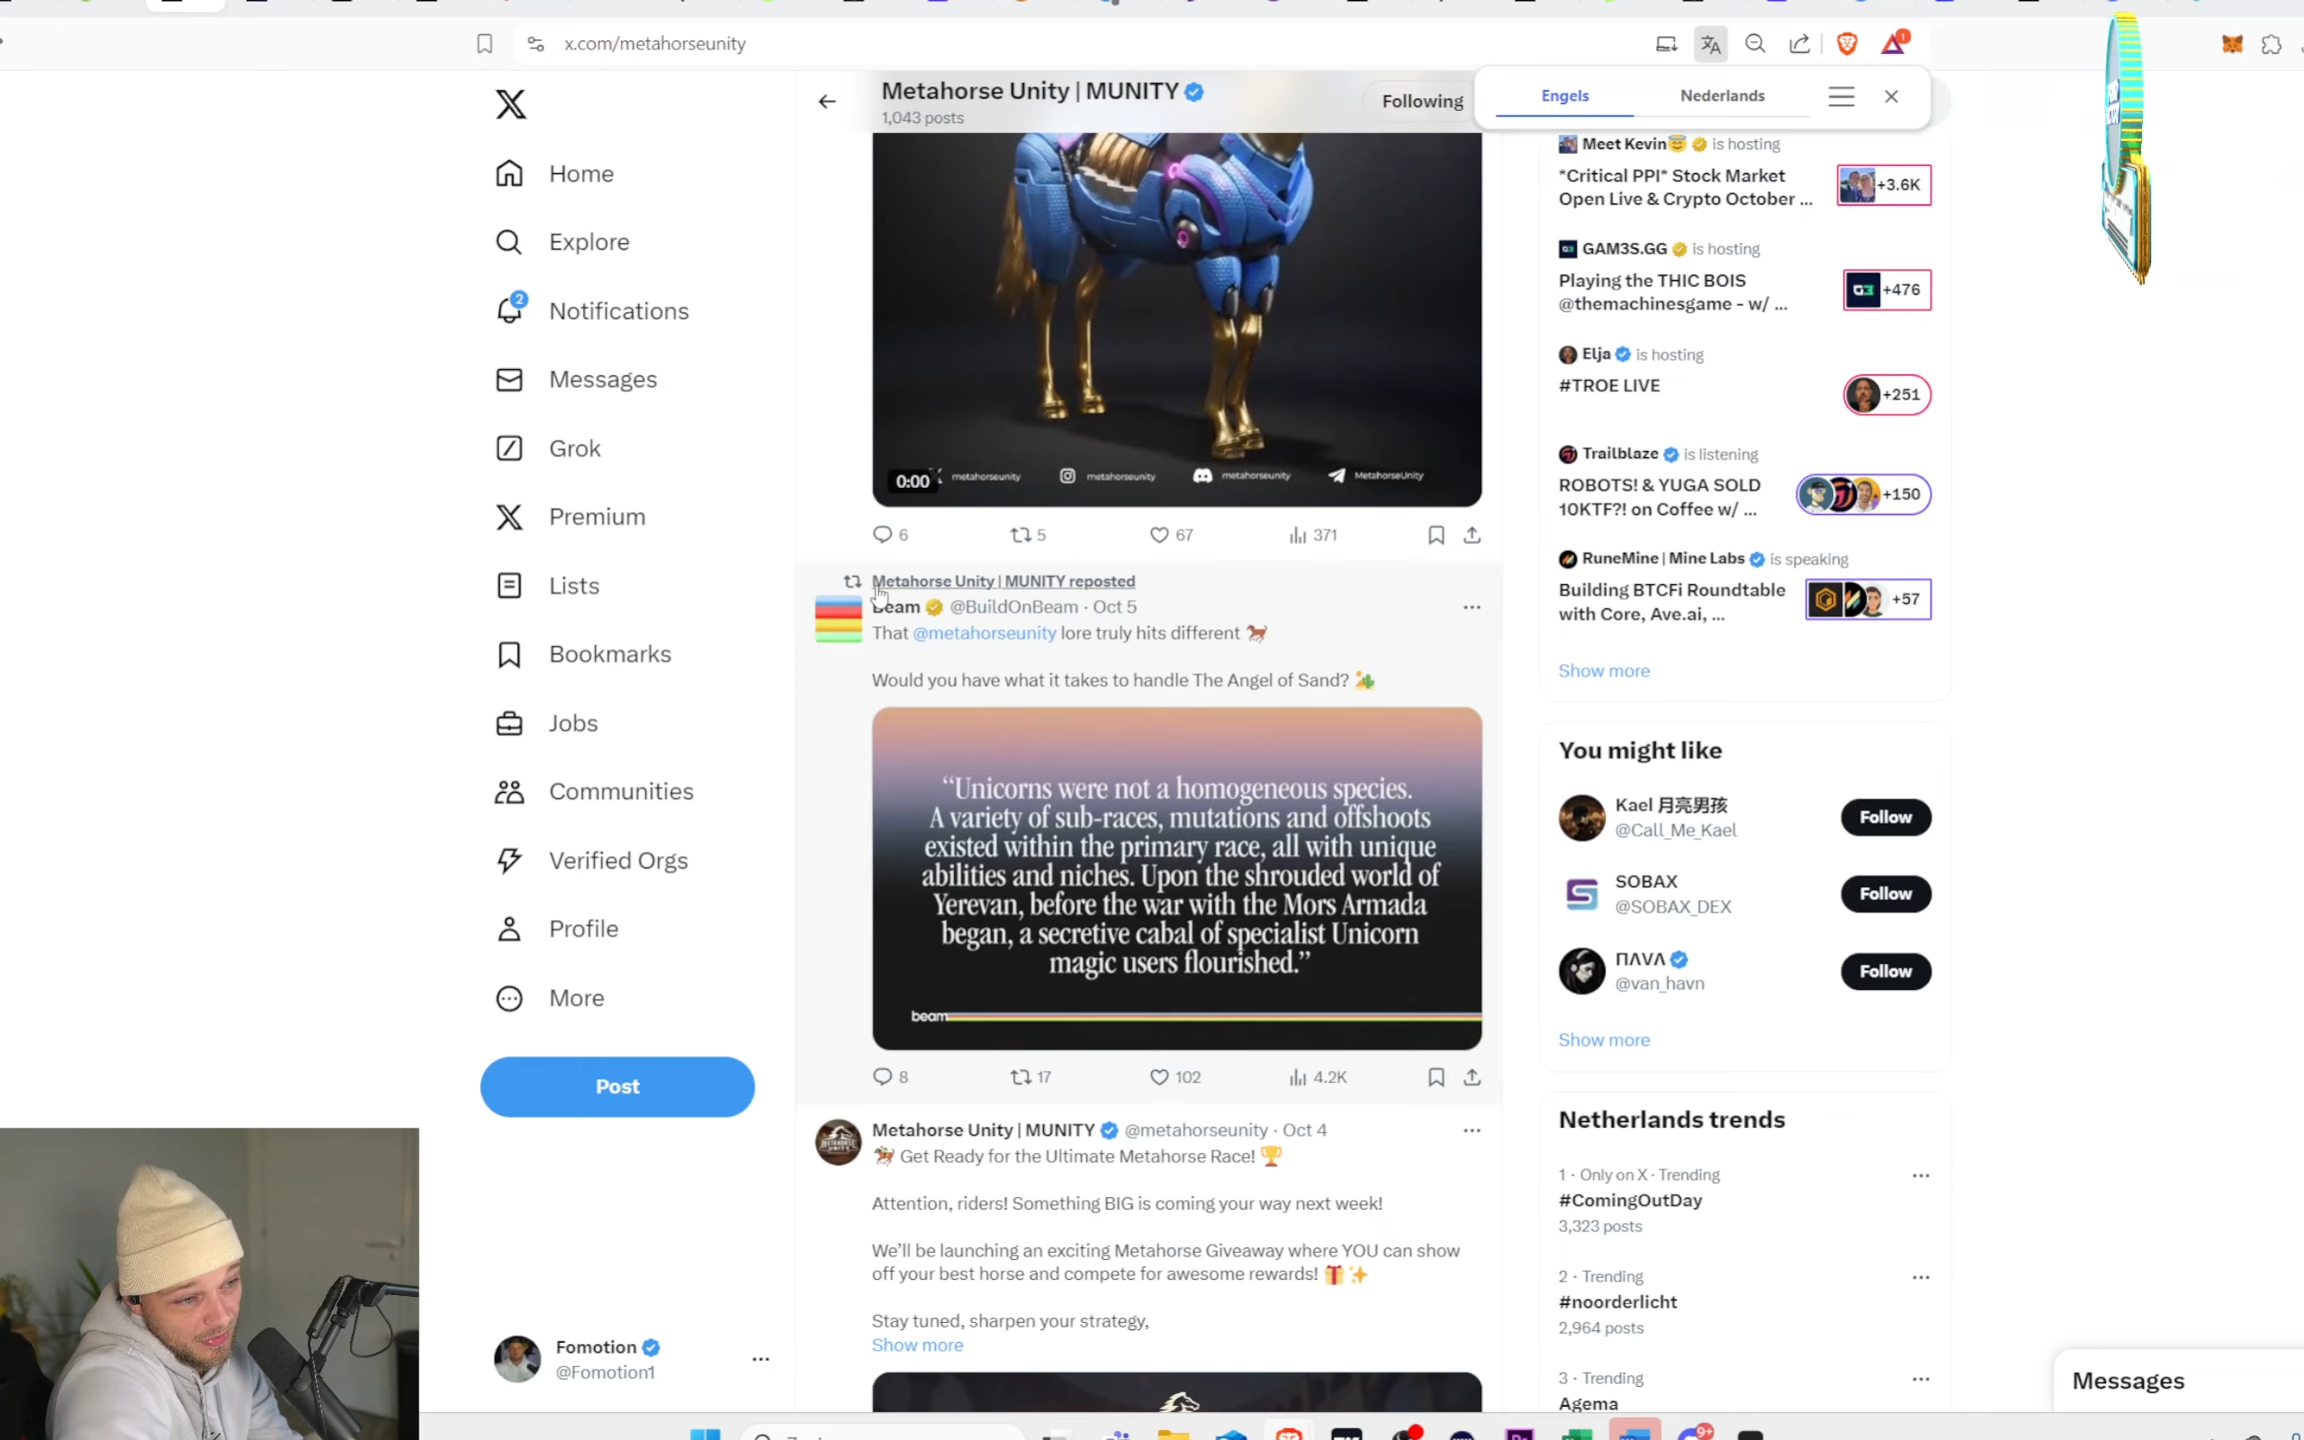 x.com/metahorseunity
1
Engels
Nederlands
Metahorse Unity | MUNITY
1,043 posts
Following
Home
Explore
2
Notifications
Messages
Grok
Premium
Lists
Bookmarks
Jobs
Communities
Verified Orgs
Profile
More
Post
Fomotion
@Fomotion1
0:00
metahorseunity
metahorseunity
metahorseunity
MetahorseUnity
6
5
67
371
Metahorse Unity | MUNITY reposted
Beam @BuildOnBeam · Oct 5
That @metahorseunity lore truly hits different 🐎
Would you have what it takes to handle The Angel of Sand? 🏜️
“Unicorns were not a homogeneous species.
A variety of sub-races, mutations and offshoots
existed within the primary race, all with unique
abilities and niches. Upon the shrouded world of
Yerevan, before the war with the Mors Armada
began, a secretive cabal of specialist Unicorn
magic users flourished.”
beam
8
17
102
4.2K
Metahorse Unity | MUNITY @metahorseunity · Oct 4
🏇 Get Ready for the Ultimate Metahorse Race! 🏆
Attention, riders! Something BIG is coming your way next week!
We’ll be launching an exciting Metahorse Giveaway where YOU can show
off your best horse and compete for awesome rewards! 🎁✨
Stay tuned, sharpen your strategy,
Show more
Meet Kevin😇 is hosting
*Critical PPI* Stock Market
Open Live & Crypto October ...
+3.6K
GAM3S.GG is hosting
Playing the THIC BOIS
@themachinesgame - w/ ...
G3
+476
Elja is hosting
#TROE LIVE
+251
Trailblaze is listening
ROBOTS! & YUGA SOLD
10KTF?! on Coffee w/ ...
+150
RuneMine | Mine Labs is speaking
Building BTCFi Roundtable
with Core, Ave.ai, ...
+57
Show more
You might like
Kael 月亮男孩
@Call_Me_Kael
Follow
SOBAX
@SOBAX_DEX
Follow
ΠΛVΛ
@van_havn
Follow
Show more
Netherlands trends
1 · Only on X · Trending
#ComingOutDay
3,323 posts
2 · Trending
#noorderlicht
2,964 posts
3 · Trending
Agema
Messages
9+